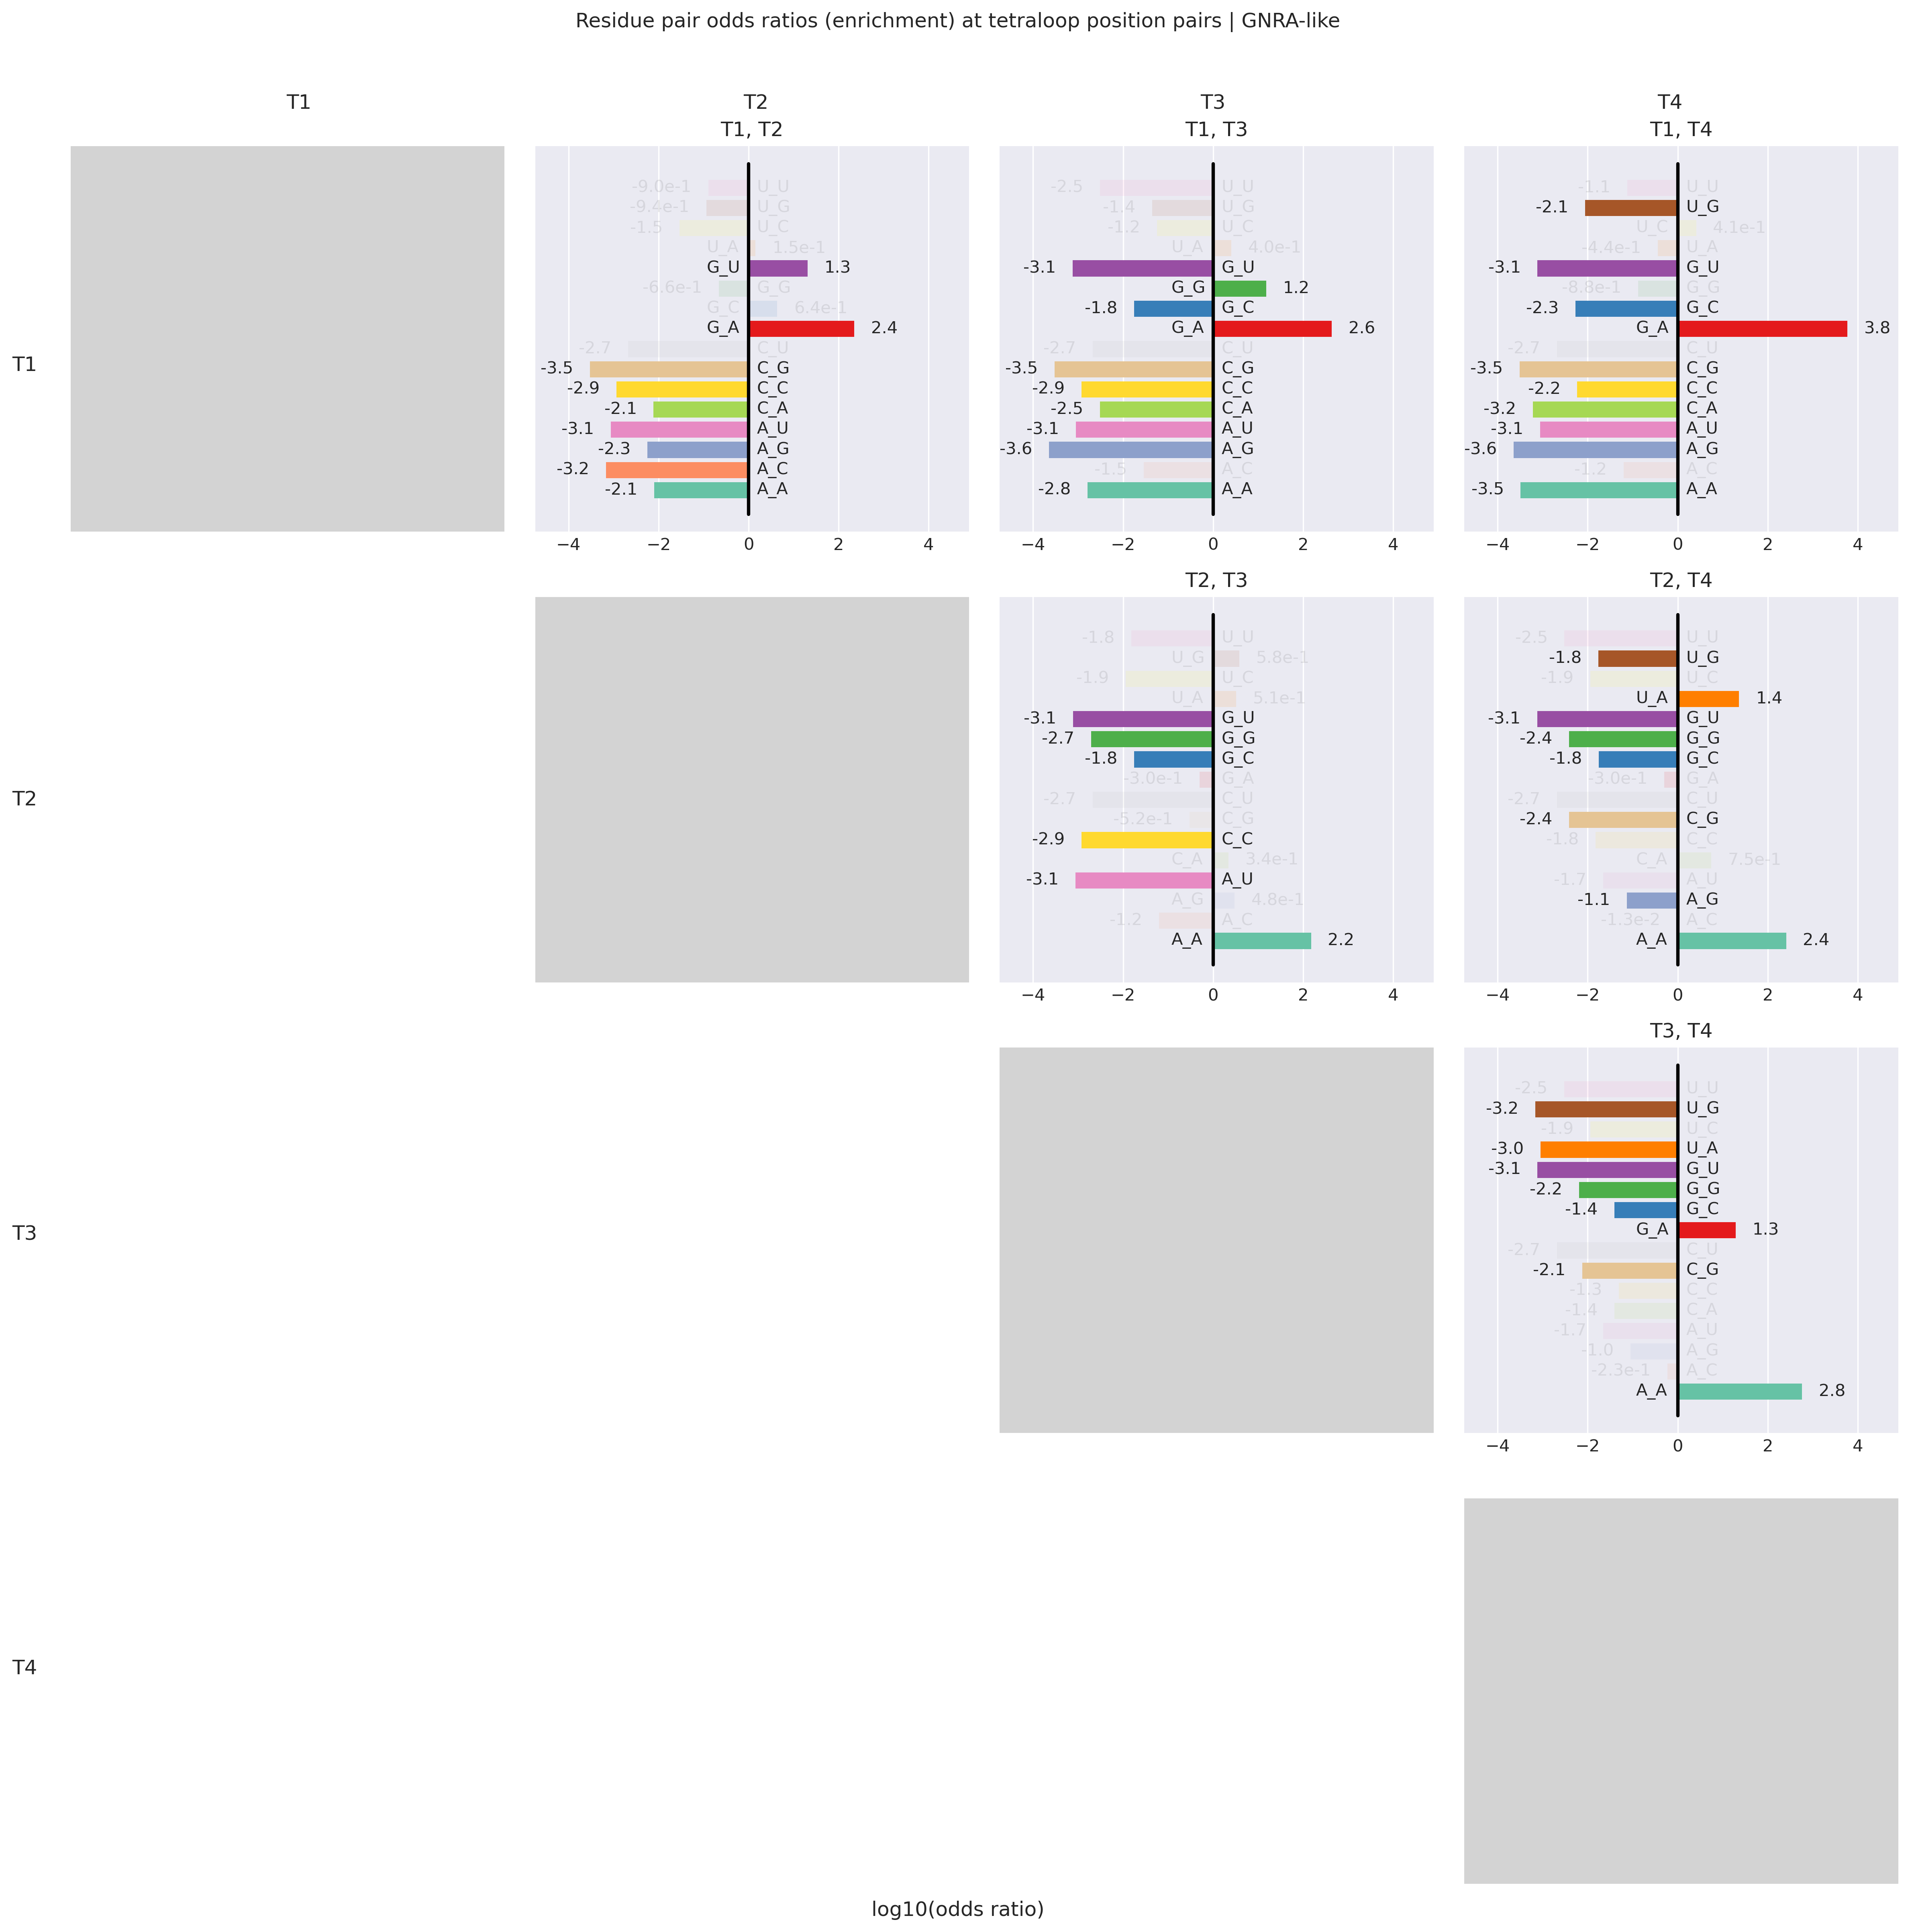 Residue pair odds ratios (enrichment) at tetraloop position pairs | GNRA-like
T1 T2 T3 T4
T1, T2
-9.0e-1 U_U
-9.4e-1 U_G
-1.5 U_C
U_A 1.5e-1
G_U 1.3
-6.6e-1 G_G
G_C 6.4e-1
G_A 2.4
-2.7 C_U
-3.5 C_G
-2.9 C_C
-2.1 C_A
-3.1 A_U
-2.3 A_G
-3.2 A_C
-2.1 A_A
−4 −2 0 2 4
T1, T3
-2.5 U_U
-1.4 U_G
-1.2 U_C
U_A 4.0e-1
-3.1 G_U
G_G 1.2
-1.8 G_C
G_A 2.6
-2.7 C_U
-3.5 C_G
-2.9 C_C
-2.5 C_A
-3.1 A_U
-3.6 A_G
-1.5 A_C
-2.8 A_A
−4 −2 0 2 4
T1, T4
-1.1 U_U
-2.1 U_G
U_C 4.1e-1
-4.4e-1 U_A
-3.1 G_U
-8.8e-1 G_G
-2.3 G_C
G_A 3.8
-2.7 C_U
-3.5 C_G
-2.2 C_C
-3.2 C_A
-3.1 A_U
-3.6 A_G
-1.2 A_C
-3.5 A_A
−4 −2 0 2 4
T1
T2, T3
-1.8 U_U
U_G 5.8e-1
-1.9 U_C
U_A 5.1e-1
-3.1 G_U
-2.7 G_G
-1.8 G_C
-3.0e-1 G_A
-2.7 C_U
-5.2e-1 C_G
-2.9 C_C
C_A 3.4e-1
-3.1 A_U
A_G 4.8e-1
-1.2 A_C
A_A 2.2
−4 −2 0 2 4
T2, T4
-2.5 U_U
-1.8 U_G
-1.9 U_C
U_A 1.4
-3.1 G_U
-2.4 G_G
-1.8 G_C
-3.0e-1 G_A
-2.7 C_U
-2.4 C_G
-1.8 C_C
C_A 7.5e-1
-1.7 A_U
-1.1 A_G
-1.3e-2 A_C
A_A 2.4
−4 −2 0 2 4
T2
T3, T4
-2.5 U_U
-3.2 U_G
-1.9 U_C
-3.0 U_A
-3.1 G_U
-2.2 G_G
-1.4 G_C
G_A 1.3
-2.7 C_U
-2.1 C_G
-1.3 C_C
-1.4 C_A
-1.7 A_U
-1.0 A_G
-2.3e-1 A_C
A_A 2.8
−4 −2 0 2 4
T3
T4
log10(odds ratio)